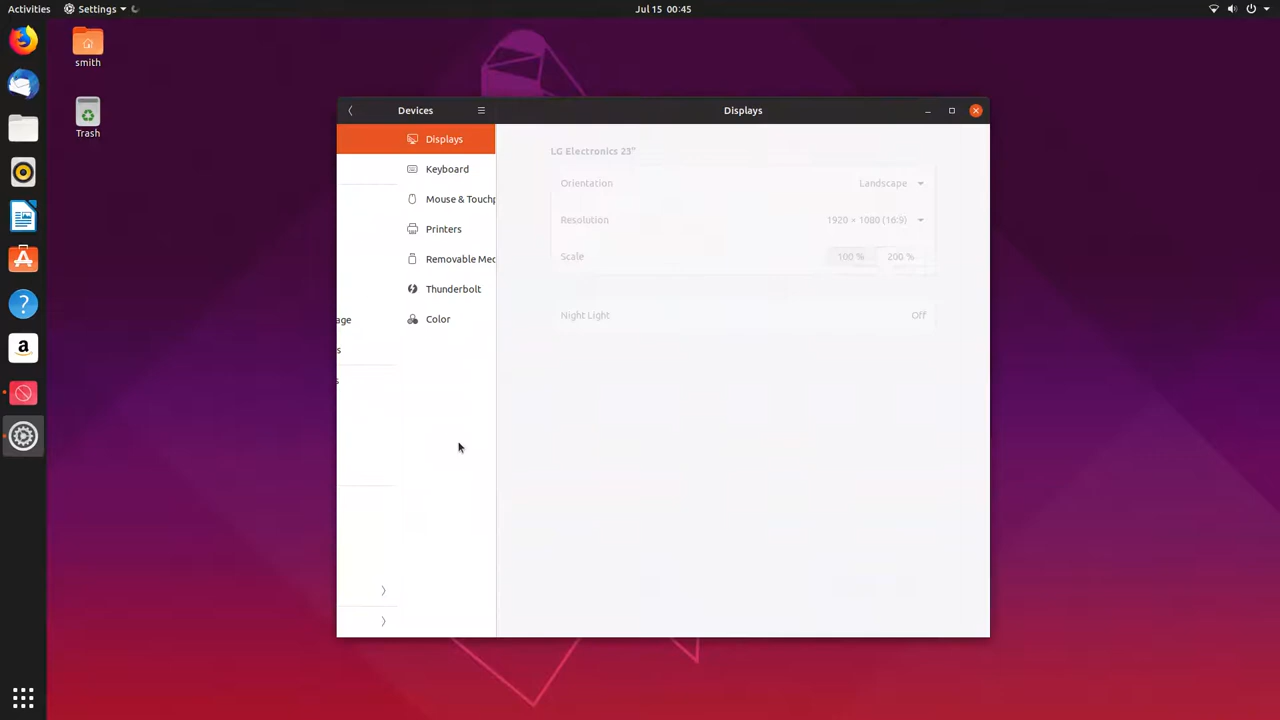 Activities
Settings
Jul 15 00:45
smith
Trash
Devices
Displays
Displays
Keyboard
Mouse & Touchp
Printers
Removable Med
Thunderbolt
Color
age
s
s
LG Electronics 23"
Orientation
Landscape
Resolution
1920 × 1080 (16:9)
Scale
100 %
200 %
Night Light
Off